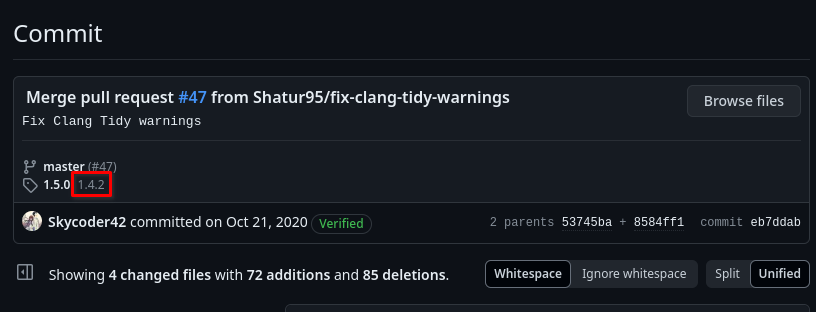 Commit
Merge pull request #47 from Shatur95/fix-clang-tidy-warnings
Browse files
Fix Clang Tidy warnings
master (#47)
1.5.0 1.4.2
Skycoder42 committed on Oct 21, 2020 Verified 2 parents 53745ba + 8584ff1 commit eb7ddab
Showing 4 changed files with 72 additions and 85 deletions. Whitespace Ignore whitespace Split Unified